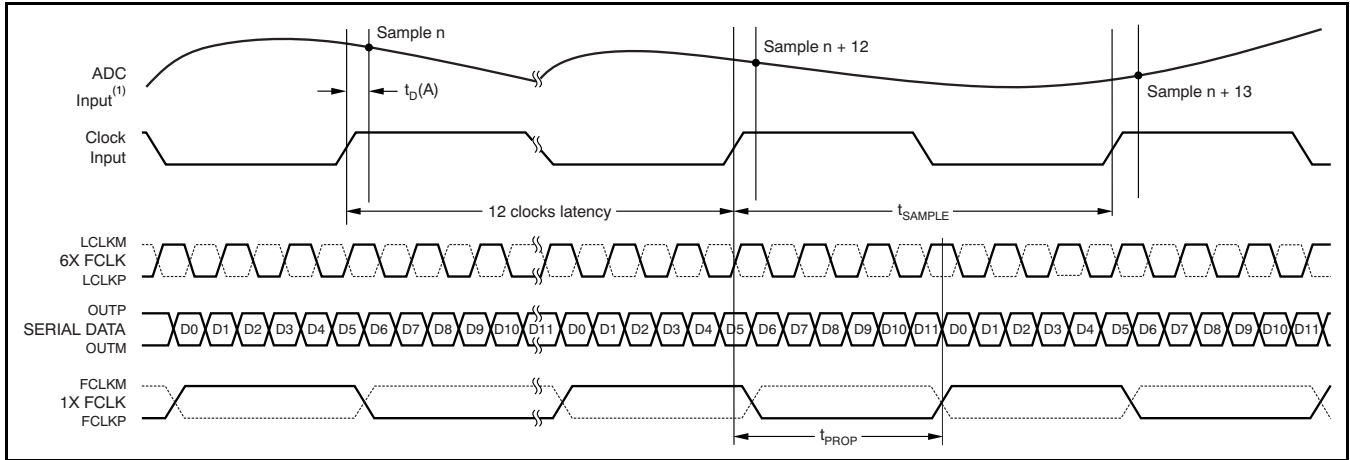 Sample n
Sample n + 12
Sample n + 13
ADC
Input(1)
tD(A)
Clock
Input
12 clocks latency
tSAMPLE
LCLKM
6X FCLK
LCLKP
OUTP
SERIAL DATA
OUTM
D0 D1 D2 D3 D4 D5 D6 D7 D8 D9 D10 D11 D0 D1 D2 D3 D4 D5 D6 D7 D8 D9 D10 D11 D0 D1 D2 D3 D4 D5 D6 D7 D8 D9 D10 D11
FCLKM
1X FCLK
FCLKP
tPROP